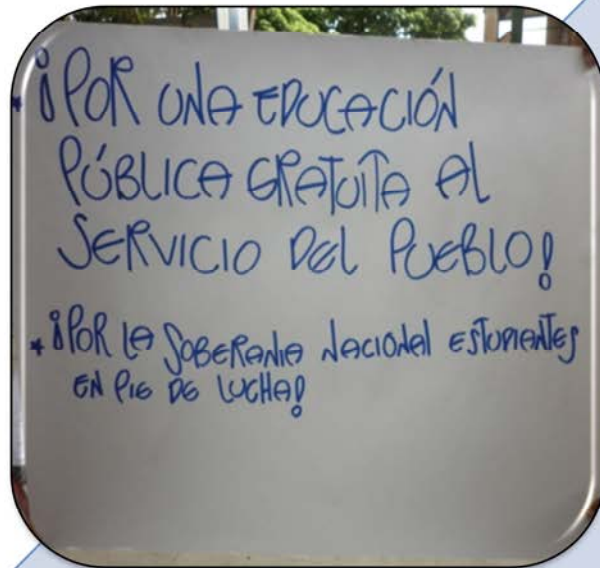 * ¡POR UNA EDUCACIÓN
PÚBLICA GRATUITA AL
SERVICIO DEL PUEBLO!
* ¡POR LA SOBERANIA NACIONAL ESTUDIANTES
EN PIE DE LUCHA!